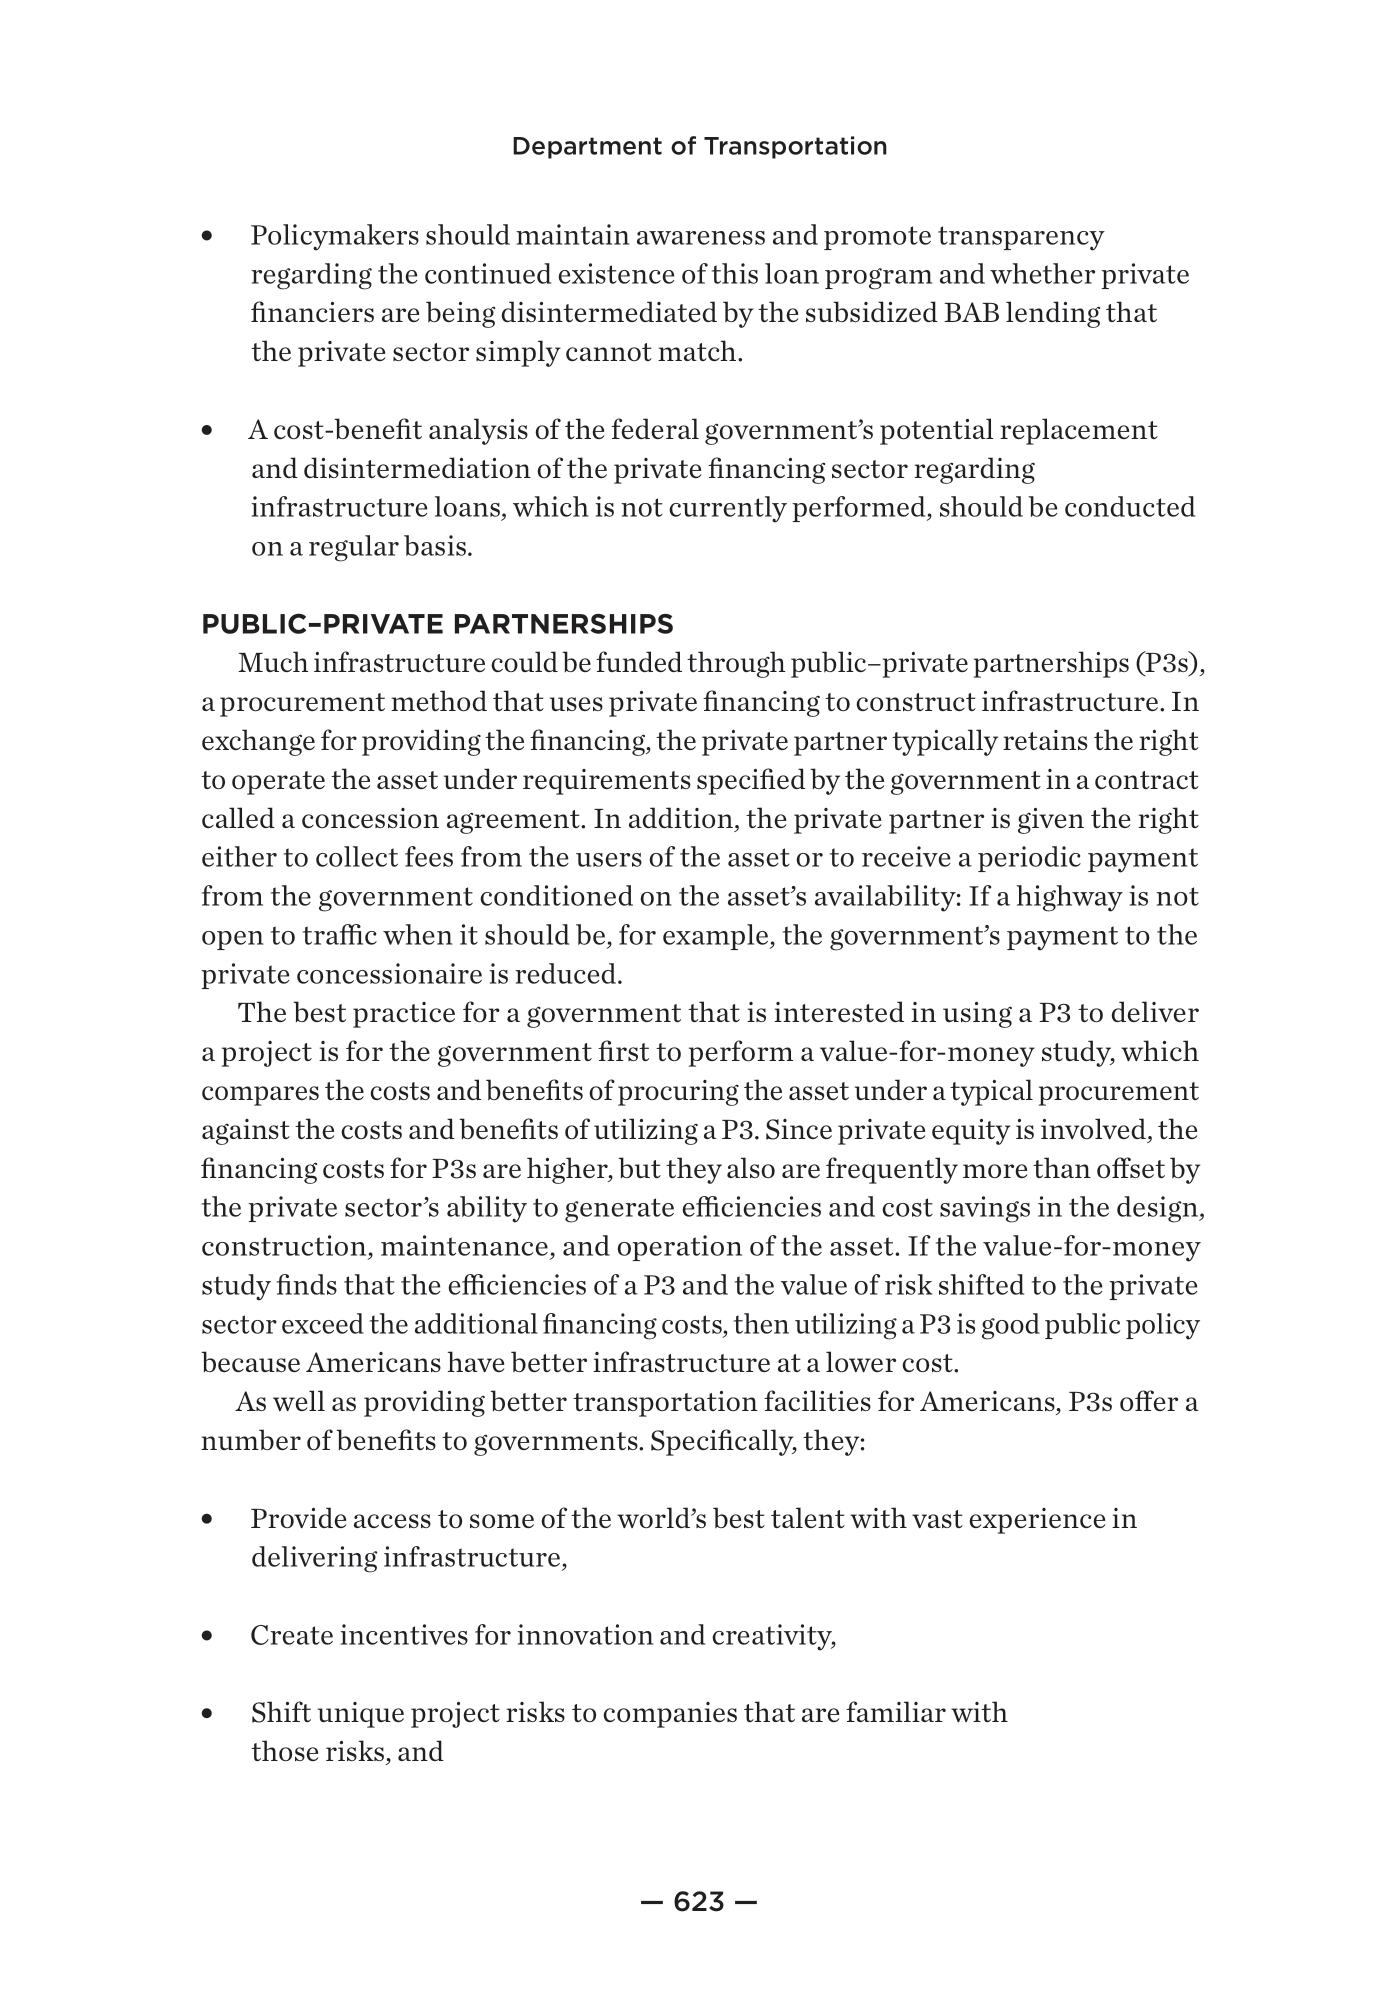 Department of Transportation
• Policymakers should maintain awareness and promote transparency
regarding the continued existence of this loan program and whether private
financiers are being disintermediated by the subsidized BAB lending that
the private sector simply cannot match.
• A cost-benefit analysis of the federal government’s potential replacement
and disintermediation of the private financing sector regarding
infrastructure loans, which is not currently performed, should be conducted
on a regular basis.
PUBLIC–PRIVATE PARTNERSHIPS
Much infrastructure could be funded through public–private partnerships (P3s),
a procurement method that uses private financing to construct infrastructure. In
exchange for providing the financing, the private partner typically retains the right
to operate the asset under requirements specified by the government in a contract
called a concession agreement. In addition, the private partner is given the right
either to collect fees from the users of the asset or to receive a periodic payment
from the government conditioned on the asset’s availability: If a highway is not
open to traffic when it should be, for example, the government’s payment to the
private concessionaire is reduced.
The best practice for a government that is interested in using a P3 to deliver
a project is for the government first to perform a value-for-money study, which
compares the costs and benefits of procuring the asset under a typical procurement
against the costs and benefits of utilizing a P3. Since private equity is involved, the
financing costs for P3s are higher, but they also are frequently more than offset by
the private sector’s ability to generate efficiencies and cost savings in the design,
construction, maintenance, and operation of the asset. If the value-for-money
study finds that the efficiencies of a P3 and the value of risk shifted to the private
sector exceed the additional financing costs, then utilizing a P3 is good public policy
because Americans have better infrastructure at a lower cost.
As well as providing better transportation facilities for Americans, P3s offer a
number of benefits to governments. Specifically, they:
• Provide access to some of the world’s best talent with vast experience in
delivering infrastructure,
• Create incentives for innovation and creativity,
• Shift unique project risks to companies that are familiar with
those risks, and
— 623 —